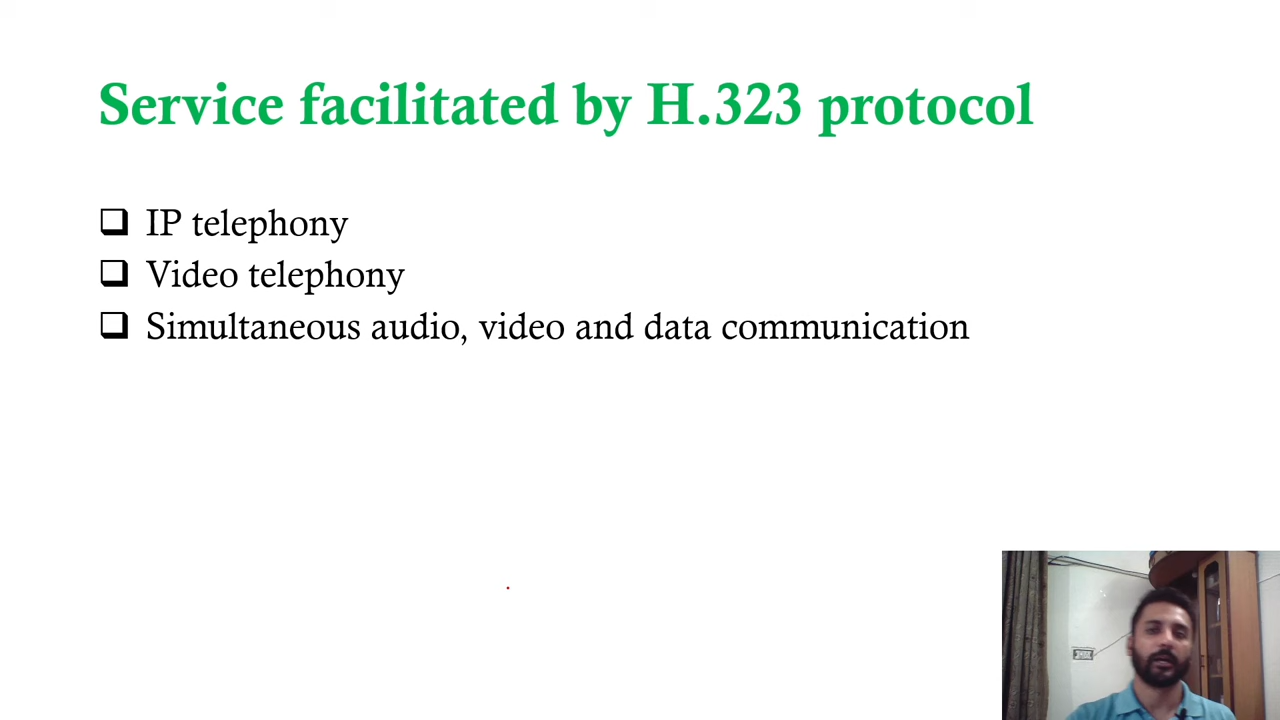 Service facilitated by H.323 protocol
IP telephony
Video telephony
Simultaneous audio, video and data communication